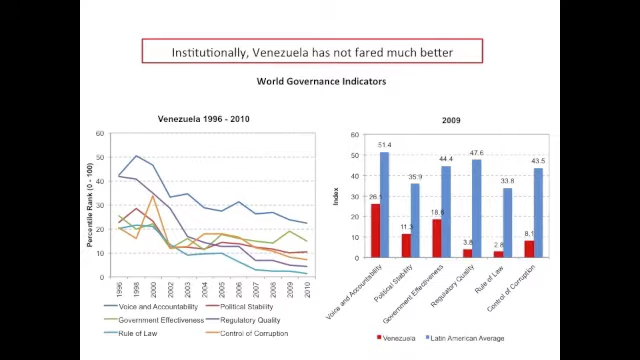 Institutionally, Venezuela has not fared much better
World Governance Indicators
Venezuela 1996 - 2010
Percentile Rank (0 - 100)
60
50
40
30
20
10
0
1996
1998
2000
2002
2003
2004
2005
2006
2007
2008
2009
2010
Voice and Accountability
Political Stability
Government Effectiveness
Regulatory Quality
Rule of Law
Control of Corruption
2009
Index
60
50
40
30
20
10
0
51.4
26.1
35.9
11.3
44.4
18.6
47.6
3.8
33.8
2.8
43.5
8.1
Voice and Accountability
Political Stability
Government Effectiveness
Regulatory Quality
Rule of Law
Control of Corruption
Venezuela
Latin American Average